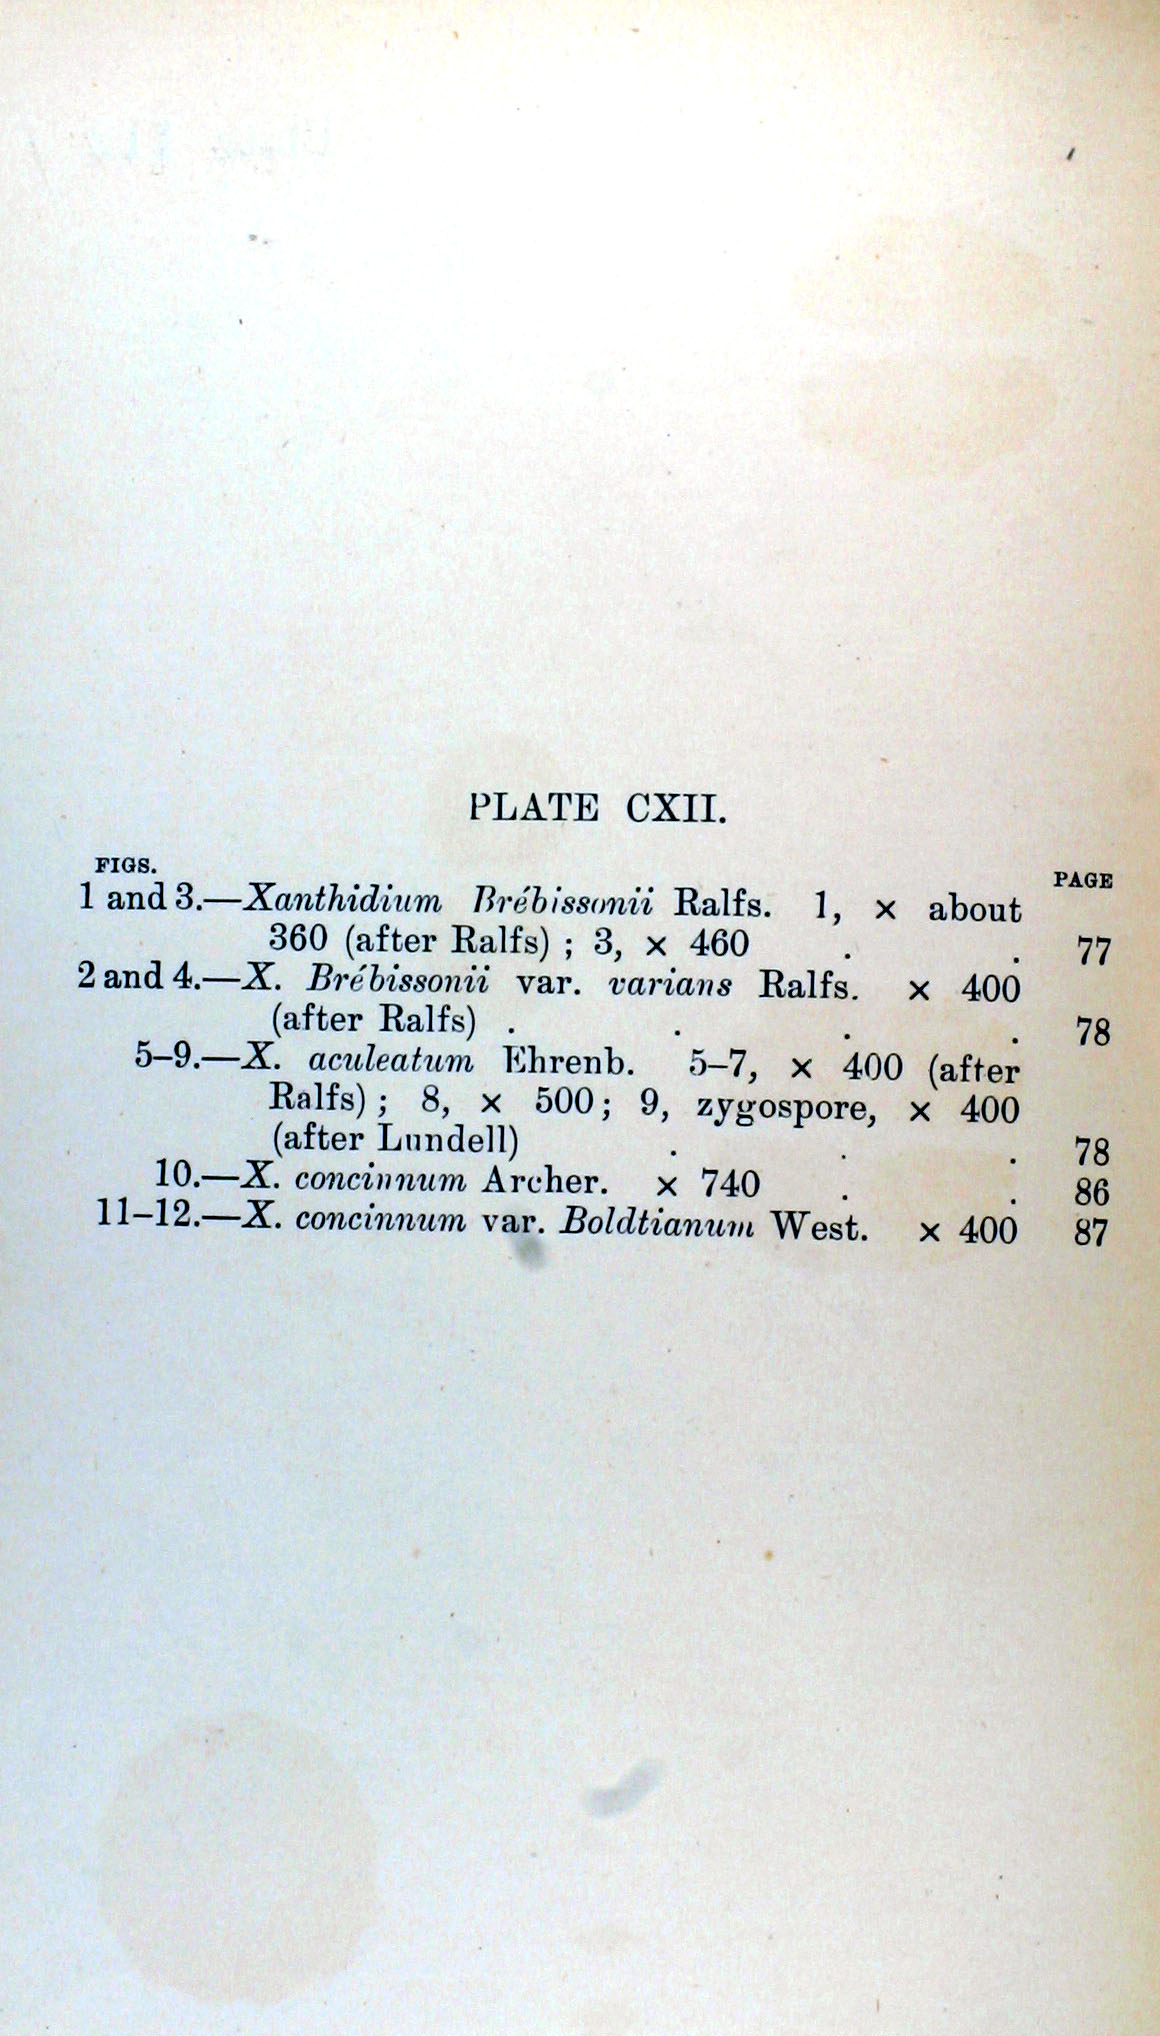 PLATE CXII.
FIGS.
PAGE
1 and 3.—Xanthidium Brébissonii Ralfs. 1, × about
360 (after Ralfs) ; 3, × 460 . . 77
2 and 4.—X. Brébissonii var. varians Ralfs. × 400
(after Ralfs) . . . . 78
5–9.—X. aculeatum Ehrenb. 5–7, × 400 (after
Ralfs) ; 8, × 500 ; 9, zygospore, × 400
(after Lundell) . . . 78
10.—X. concinnum Archer. × 740 . . 86
11–12.—X. concinnum var. Boldtianum West. × 400 87